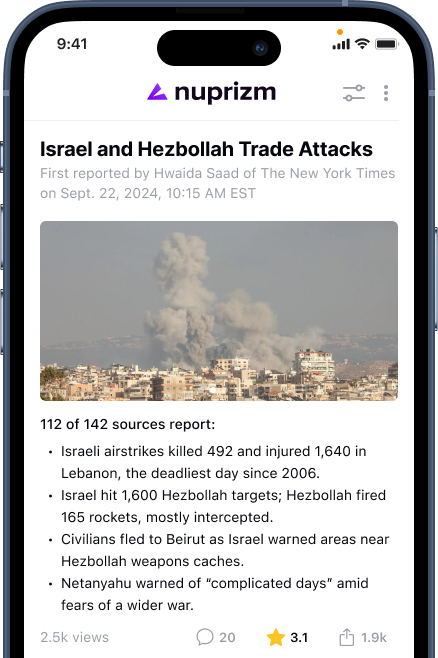 9:41
nuprizm
Israel and Hezbollah Trade Attacks
First reported by Hwaida Saad of The New York Times
on Sept. 22, 2024, 10:15 AM EST
112 of 142 sources report:
• Israeli airstrikes killed 492 and injured 1,640 in
Lebanon, the deadliest day since 2006.
• Israel hit 1,600 Hezbollah targets; Hezbollah fired
165 rockets, mostly intercepted.
• Civilians fled to Beirut as Israel warned areas near
Hezbollah weapons caches.
• Netanyahu warned of “complicated days” amid
fears of a wider war.
2.5k views 20 3.1 1.9k